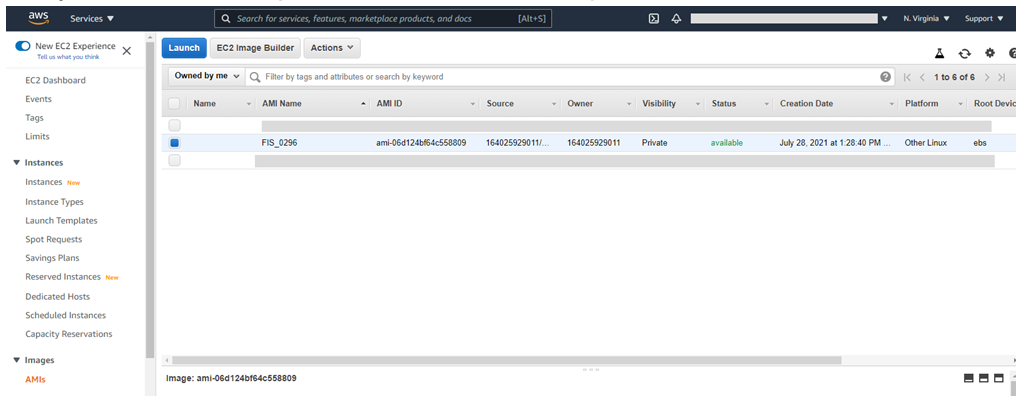 aws Services ▼ Search for services, features, marketplace products, and docs [Alt+S] N. Virginia ▼ Support ▼
New EC2 Experience
Tell us what you think
EC2 Dashboard
Events
Tags
Limits
Instances
Instances New
Instance Types
Launch Templates
Spot Requests
Savings Plans
Reserved Instances New
Dedicated Hosts
Scheduled Instances
Capacity Reservations
Images
AMIs
Launch EC2 Image Builder Actions
Owned by me Filter by tags and attributes or search by keyword 1 to 6 of 6
Name AMI Name AMI ID Source Owner Visibility Status Creation Date Platform Root Devic
FIS_0296 ami-06d124bf64c558809 164025929011/... 164025929011 Private available July 28, 2021 at 1:28:40 PM ... Other Linux ebs
Image: ami-06d124bf64c558809